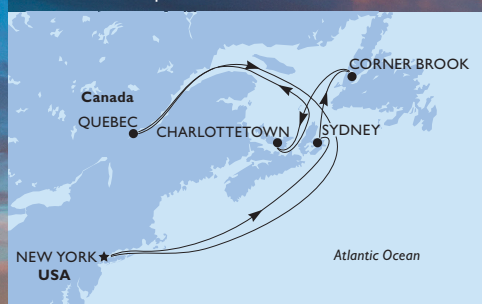 CORNER BROOK
Canada
QUEBEC
CHARLOTTETOWN
SYDNEY
NEW YORK
USA
Atlantic Ocean